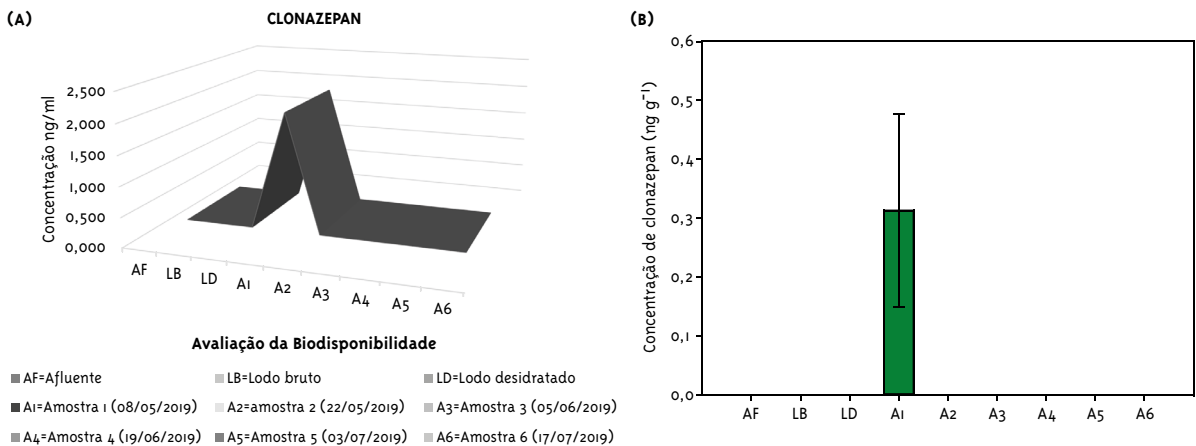 (A)
CLONAZEPAN
Concentração ng/ml
2,500
2,000
1,500
1,000
0,500
0,000
AF LB LD A1 A2 A3 A4 A5 A6
Avaliação da Biodisponibilidade
AF=Afluente LB=Lodo bruto LD=Lodo desidratado
A1=Amostra 1 (08/05/2019) A2=amostra 2 (22/05/2019) A3=Amostra 3 (05/06/2019)
A4=Amostra 4 (19/06/2019) A5=Amostra 5 (03/07/2019) A6=Amostra 6 (17/07/2019)
(B)
Concentração de clonazepan (ng g⁻¹)
0,6
0,5
0,4
0,3
0,2
0,1
0,0
AF LB LD A1 A2 A3 A4 A5 A6